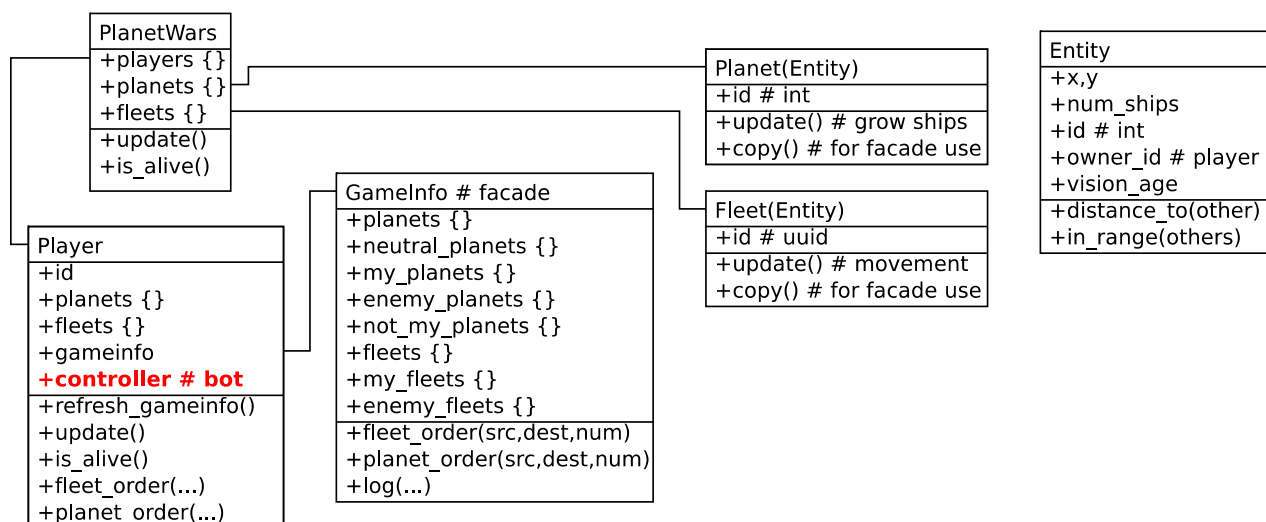 PlanetWars
+players {}
+planets {}
+fleets {}
+update()
+is_alive()
Player
+id
+planets {}
+fleets {}
+gameinfo
+controller # bot
+refresh_gameinfo()
+update()
+is_alive()
+fleet_order(...)
+planet_order(...)
GameInfo # facade
+planets {}
+neutral_planets {}
+my_planets {}
+enemy_planets {}
+not_my_planets {}
+fleets {}
+my_fleets {}
+enemy_fleets {}
+fleet_order(src,dest,num)
+planet_order(src,dest,num)
+log(...)
Planet(Entity)
+id # int
+update() # grow ships
+copy() # for facade use
Fleet(Entity)
+id # uuid
+update() # movement
+copy() # for facade use
Entity
+x,y
+num_ships
+id # int
+owner_id # player
+vision_age
+distance_to(other)
+in_range(others)